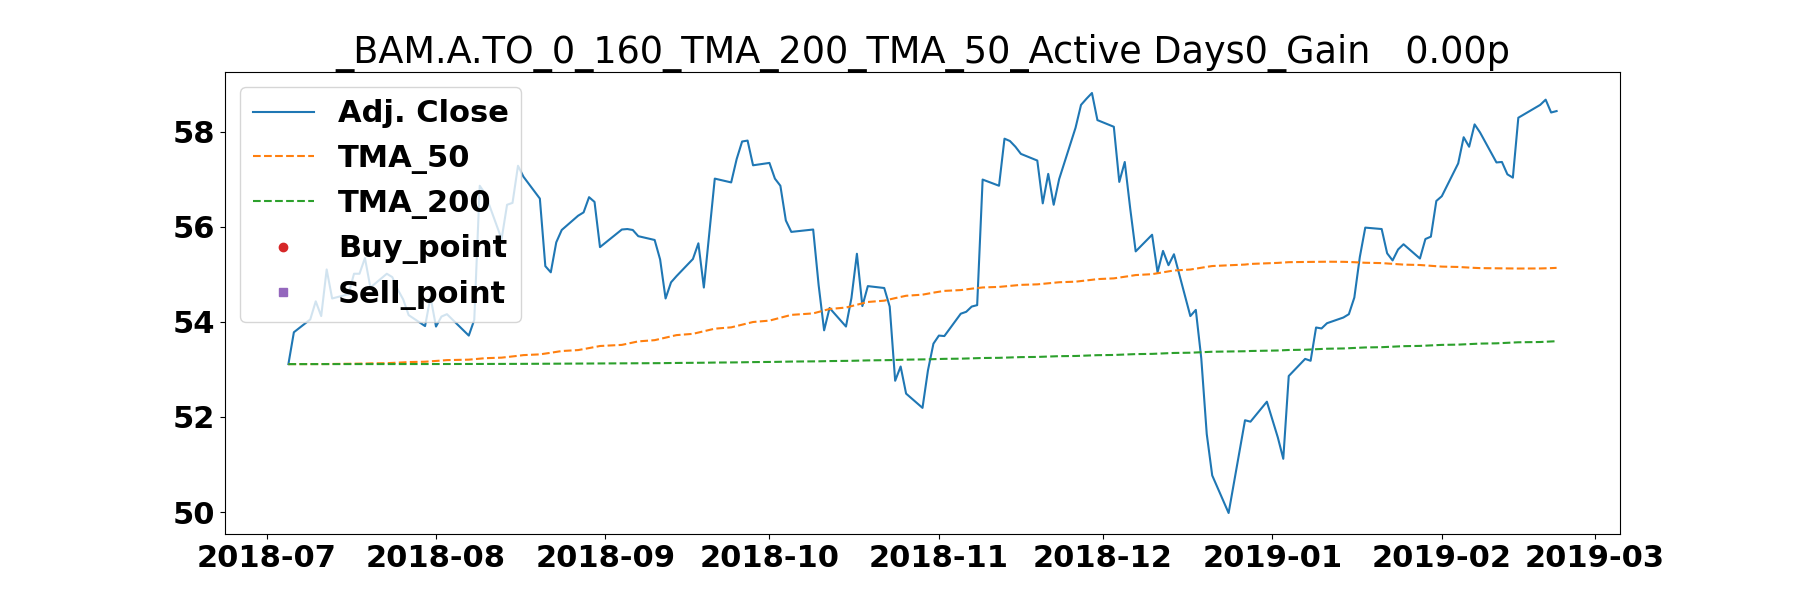 _BAM.A.TO_0_160_TMA_200_TMA_50_Active Days0_Gain   0.00p
Adj. Close
TMA_50
TMA_200
Buy_point
Sell_point
58
56
54
52
50
2018-07 2018-08 2018-09 2018-10 2018-11 2018-12 2019-01 2019-02 2019-03